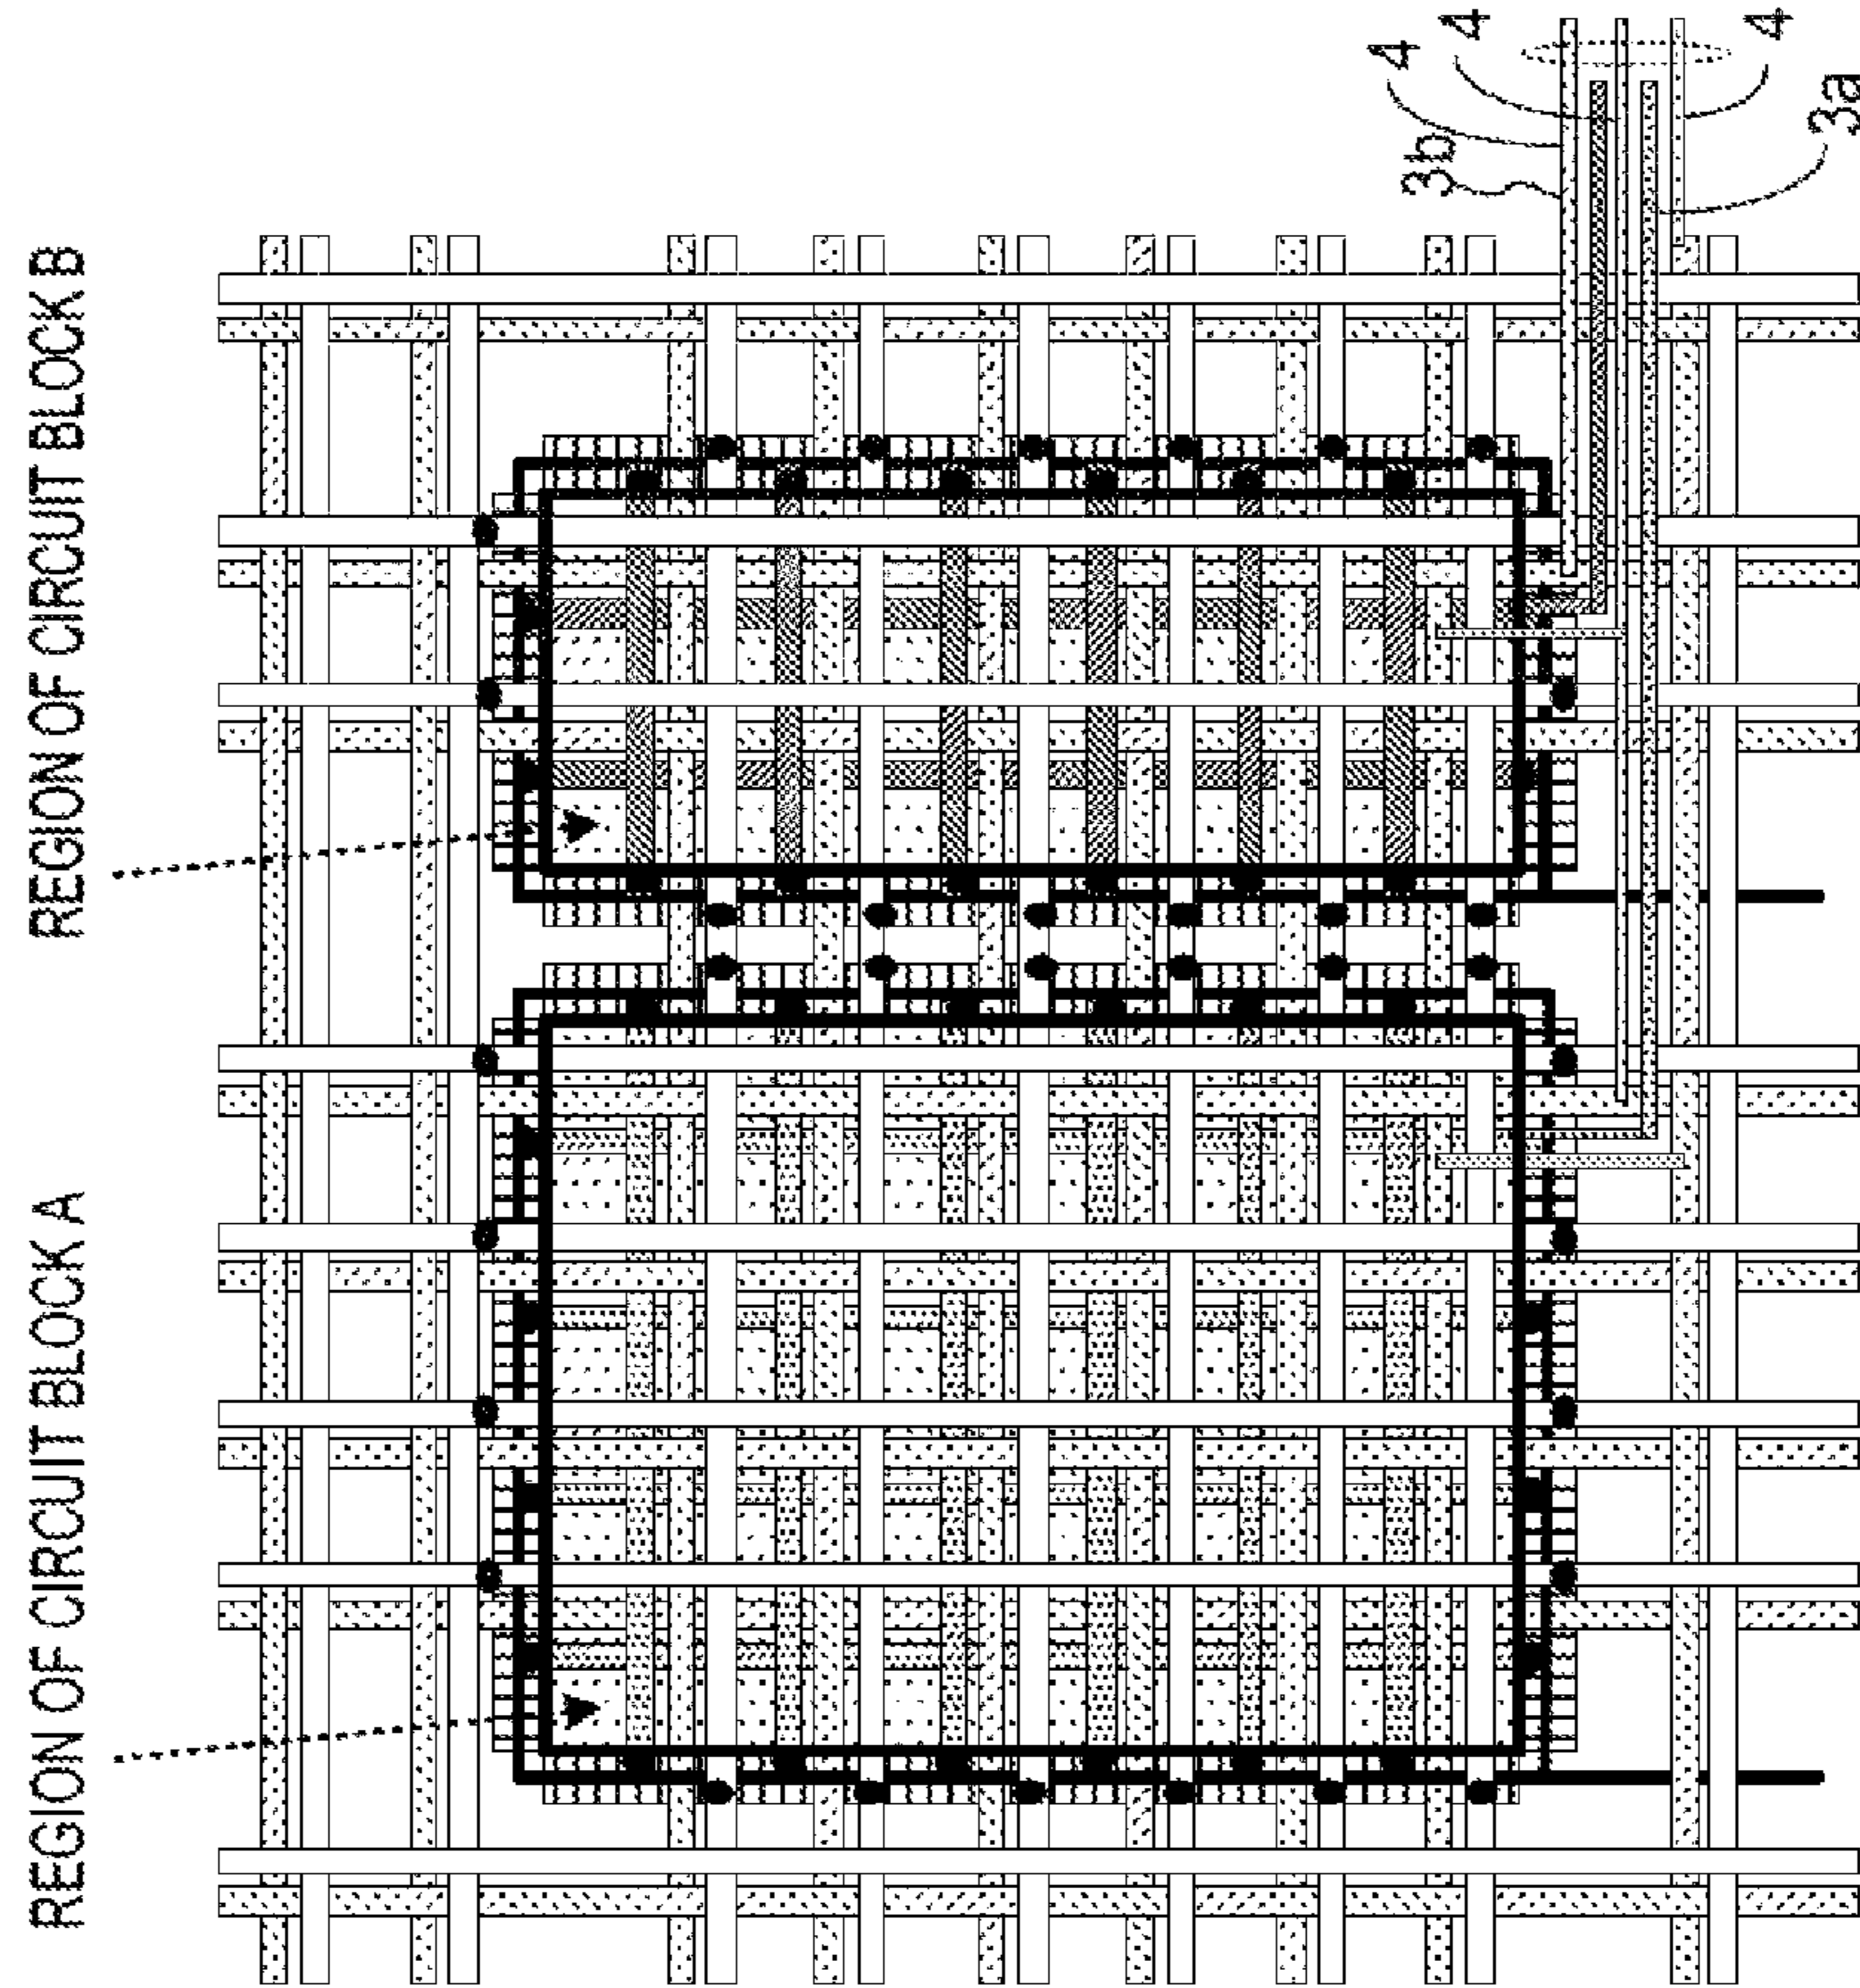 REGION OF CIRCUIT BLOCK A
REGION OF CIRCUIT BLOCK B
3b
4
4
4
3a